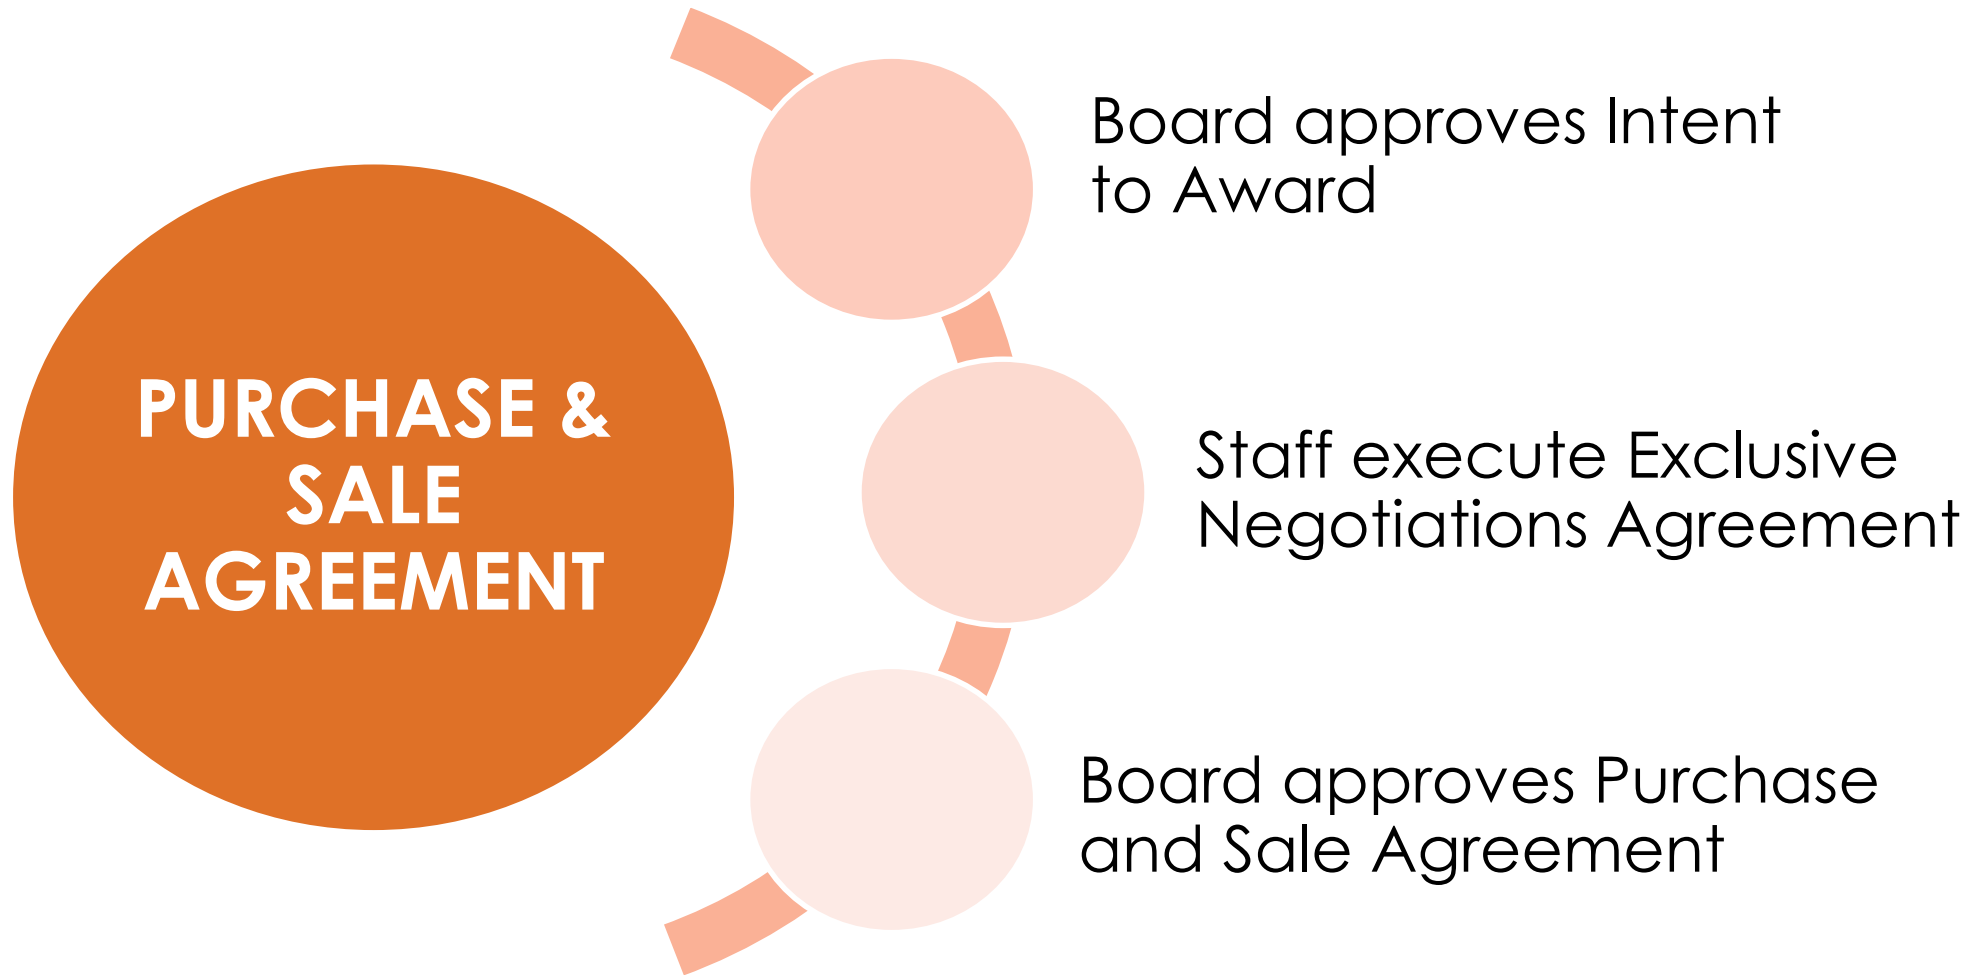 PURCHASE &
SALE
AGREEMENT
Board approves Intent
to Award
Staff execute Exclusive
Negotiations Agreement
Board approves Purchase
and Sale Agreement